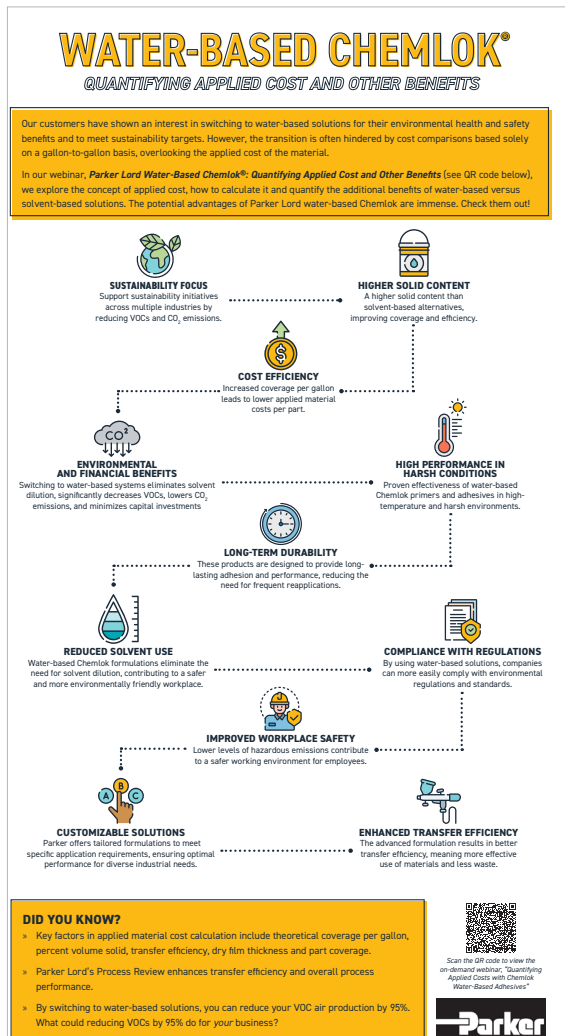 WATER-BASED CHEMLOK®
QUANTIFYING APPLIED COST AND OTHER BENEFITS
Our customers have shown an interest in switching to water-based solutions for their environmental health and safety
benefits and to meet sustainability targets. However, the transition is often hindered by cost comparisons based solely
on a gallon-to-gallon basis, overlooking the applied cost of the material.
In our webinar, Parker Lord Water-Based Chemlok®: Quantifying Applied Cost and Other Benefits (see QR code below),
we explore the concept of applied cost, how to calculate it and quantify the additional benefits of water-based versus
solvent-based solutions. The potential advantages of Parker Lord water-based Chemlok are immense. Check them out!
SUSTAINABILITY FOCUS
Support sustainability initiatives
across multiple industries by
reducing VOCs and CO₂ emissions.
HIGHER SOLID CONTENT
A higher solid content than
solvent-based alternatives,
improving coverage and efficiency.
$
COST EFFICIENCY
Increased coverage per gallon
leads to lower applied material
costs per part.
CO²
ENVIRONMENTAL
AND FINANCIAL BENEFITS
Switching to water-based systems eliminates solvent
dilution, significantly decreases VOCs, lowers CO₂
emissions, and minimizes capital investments
HIGH PERFORMANCE IN
HARSH CONDITIONS
Proven effectiveness of water-based
Chemlok primers and adhesives in high-
temperature and harsh environments.
LONG-TERM DURABILITY
These products are designed to provide long-
lasting adhesion and performance, reducing the
need for frequent reapplications.
REDUCED SOLVENT USE
Water-based Chemlok formulations eliminate the
need for solvent dilution, contributing to a safer
and more environmentally friendly workplace.
COMPLIANCE WITH REGULATIONS
By using water-based solutions, companies
can more easily comply with environmental
regulations and standards.
IMPROVED WORKPLACE SAFETY
Lower levels of hazardous emissions contribute
to a safer working environment for employees.
A B C
CUSTOMIZABLE SOLUTIONS
Parker offers tailored formulations to meet
specific application requirements, ensuring optimal
performance for diverse industrial needs.
ENHANCED TRANSFER EFFICIENCY
The advanced formulation results in better
transfer efficiency, meaning more effective
use of materials and less waste.
DID YOU KNOW?
» Key factors in applied material cost calculation include theoretical coverage per gallon,
percent volume solid, transfer efficiency, dry film thickness and part coverage.
» Parker Lord's Process Review enhances transfer efficiency and overall process
performance.
» By switching to water-based solutions, you can reduce your VOC air production by 95%.
What could reducing VOCs by 95% do for your business?
Scan the QR code to view the
on-demand webinar, "Quantifying
Applied Costs with Chemlok
Water-Based Adhesives"
Parker